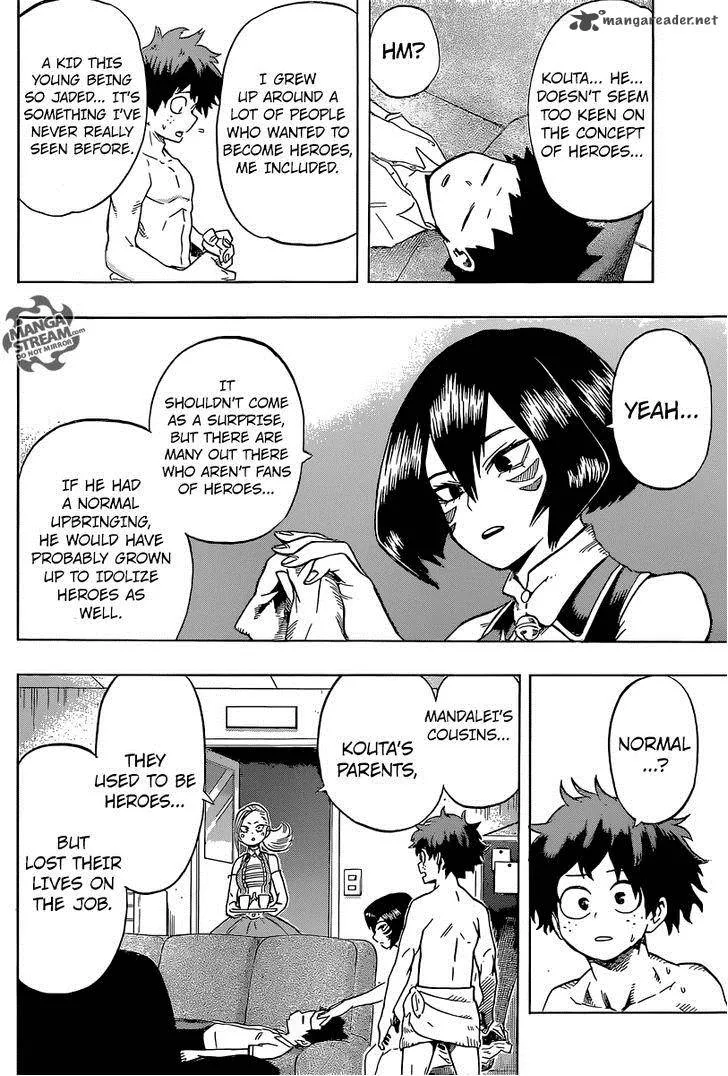 mangareader.net
HM?
KOUTA... HE...
DOESN'T SEEM
TOO KEEN ON
THE CONCEPT
OF HEROES...
I GREW
UP AROUND A
LOT OF PEOPLE
WHO WANTED TO
BECOME HEROES,
ME INCLUDED.
A KID THIS
YOUNG BEING
SO JADED... IT'S
SOMETHING I'VE
NEVER REALLY
SEEN BEFORE.
MANGA
STREAM.com
DO NOT MIRROR!
YEAH...
IT
SHOULDN'T COME
AS A SURPRISE,
BUT THERE ARE
MANY OUT THERE
WHO AREN'T FANS
OF HEROES...
IF HE HAD
A NORMAL
UPBRINGING,
HE WOULD HAVE
PROBABLY GROWN
UP TO IDOLIZE
HEROES AS
WELL.
NORMAL
...?
MANDALEI'S
COUSINS...
KOUTA'S
PARENTS,
THEY
USED TO BE
HEROES...
BUT
LOST THEIR
LIVES ON
THE JOB.